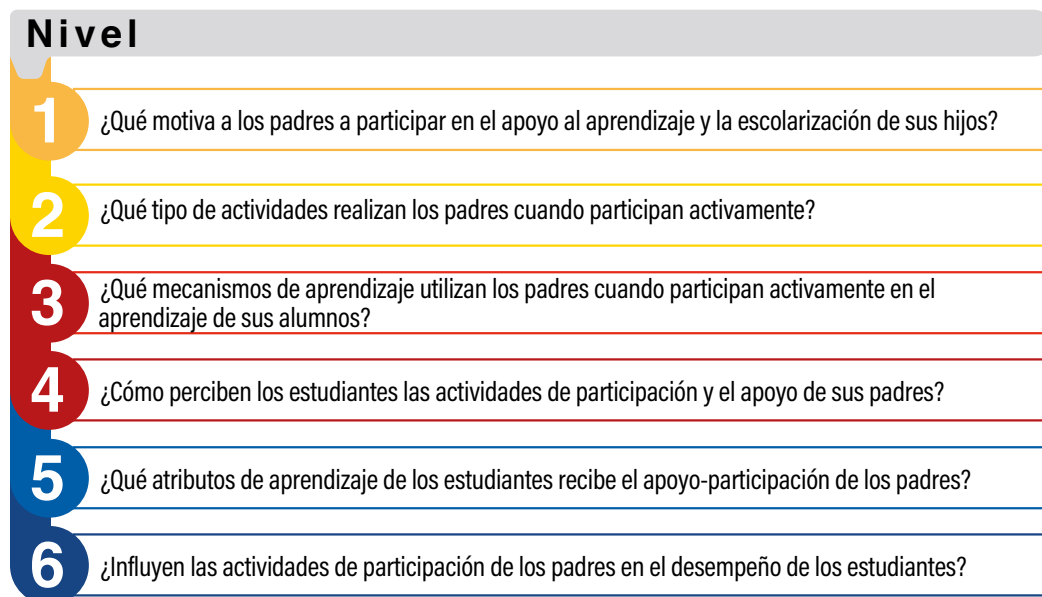 Nivel
1
¿Qué motiva a los padres a participar en el apoyo al aprendizaje y la escolarización de sus hijos?
2
¿Qué tipo de actividades realizan los padres cuando participan activamente?
3
¿Qué mecanismos de aprendizaje utilizan los padres cuando participan activamente en el
aprendizaje de sus alumnos?
4
¿Cómo perciben los estudiantes las actividades de participación y el apoyo de sus padres?
5
¿Qué atributos de aprendizaje de los estudiantes recibe el apoyo-participación de los padres?
6
¿Influyen las actividades de participación de los padres en el desempeño de los estudiantes?